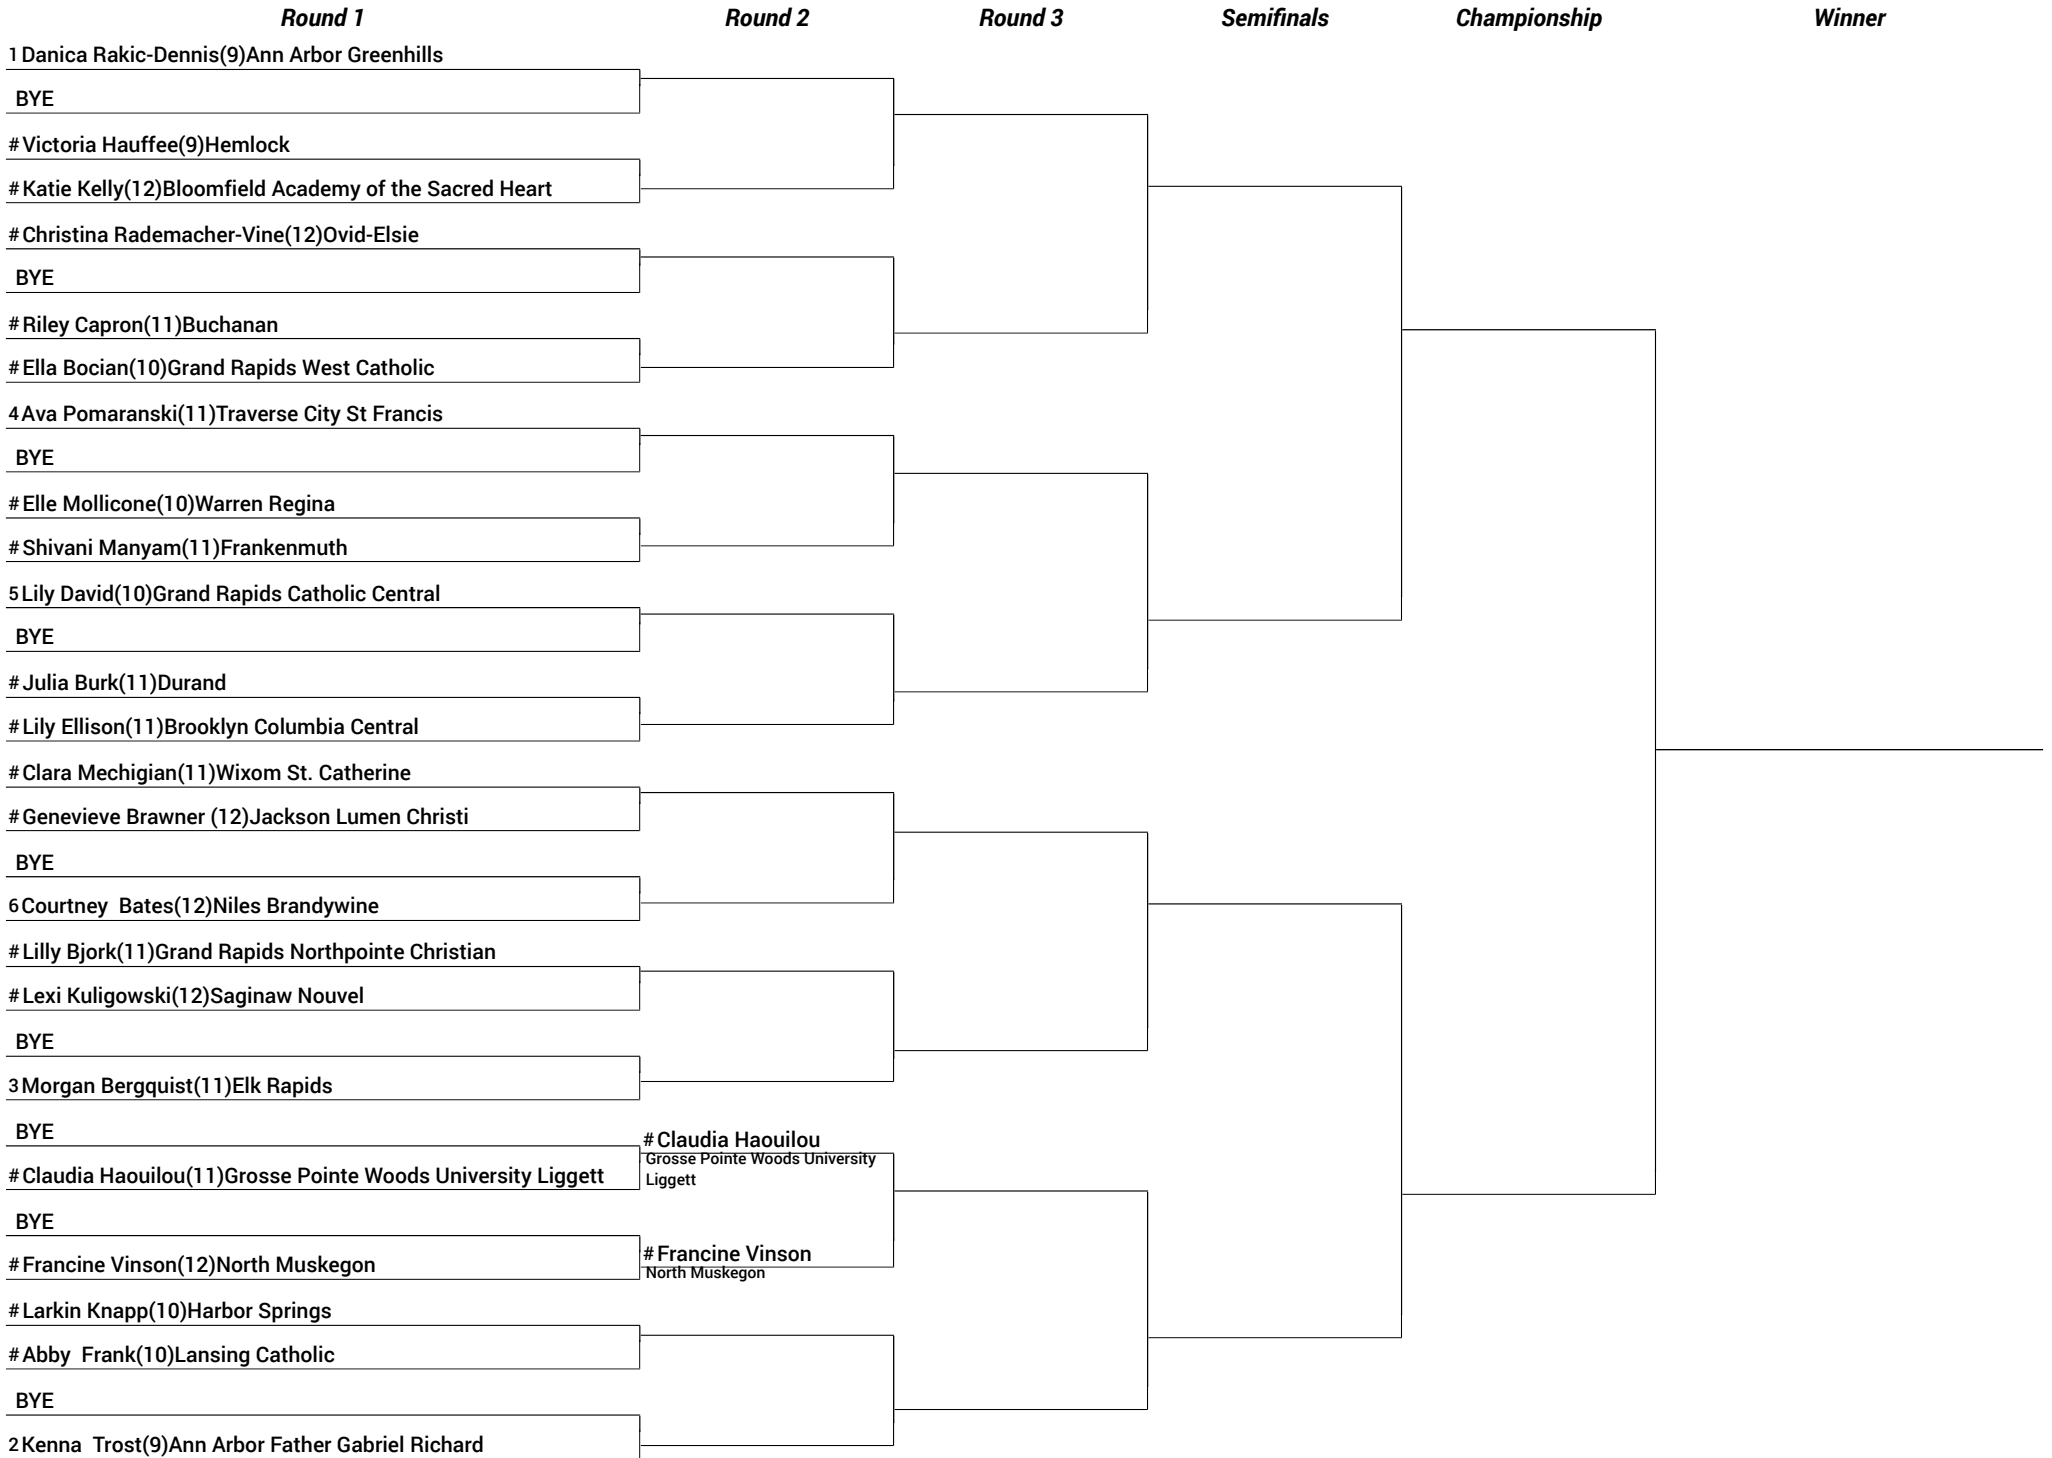 Round 1 Round 2 Round 3 Semifinals Championship Winner
1 Danica Rakic-Dennis(9)Ann Arbor Greenhills
BYE
# Victoria Hauffee(9)Hemlock
# Katie Kelly(12)Bloomfield Academy of the Sacred Heart
# Christina Rademacher-Vine(12)Ovid-Elsie
BYE
# Riley Capron(11)Buchanan
# Ella Bocian(10)Grand Rapids West Catholic
4 Ava Pomaranski(11)Traverse City St Francis
BYE
# Elle Mollicone(10)Warren Regina
# Shivani Manyam(11)Frankenmuth
5 Lily David(10)Grand Rapids Catholic Central
BYE
# Julia Burk(11)Durand
# Lily Ellison(11)Brooklyn Columbia Central
# Clara Mechigian(11)Wixom St. Catherine
# Genevieve Brawner (12)Jackson Lumen Christi
BYE
6 Courtney  Bates(12)Niles Brandywine
# Lilly Bjork(11)Grand Rapids Northpointe Christian
# Lexi Kuligowski(12)Saginaw Nouvel
BYE
3 Morgan Bergquist(11)Elk Rapids
BYE
# Claudia Haouilou(11)Grosse Pointe Woods University Liggett
BYE
# Francine Vinson(12)North Muskegon
# Larkin Knapp(10)Harbor Springs
# Abby  Frank(10)Lansing Catholic
BYE
2 Kenna  Trost(9)Ann Arbor Father Gabriel Richard
# Claudia Haouilou
Grosse Pointe Woods University
Liggett
# Francine Vinson
North Muskegon